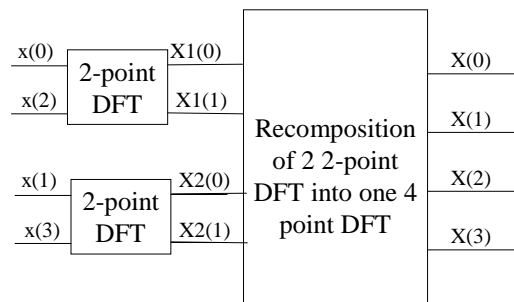 x(0)
x(2)
2-point
DFT
X1(0)
X1(1)
x(1)
x(3)
2-point
DFT
X2(0)
X2(1)
Recomposition
of 2 2-point
DFT into one 4
point DFT
X(0)
X(1)
X(2)
X(3)